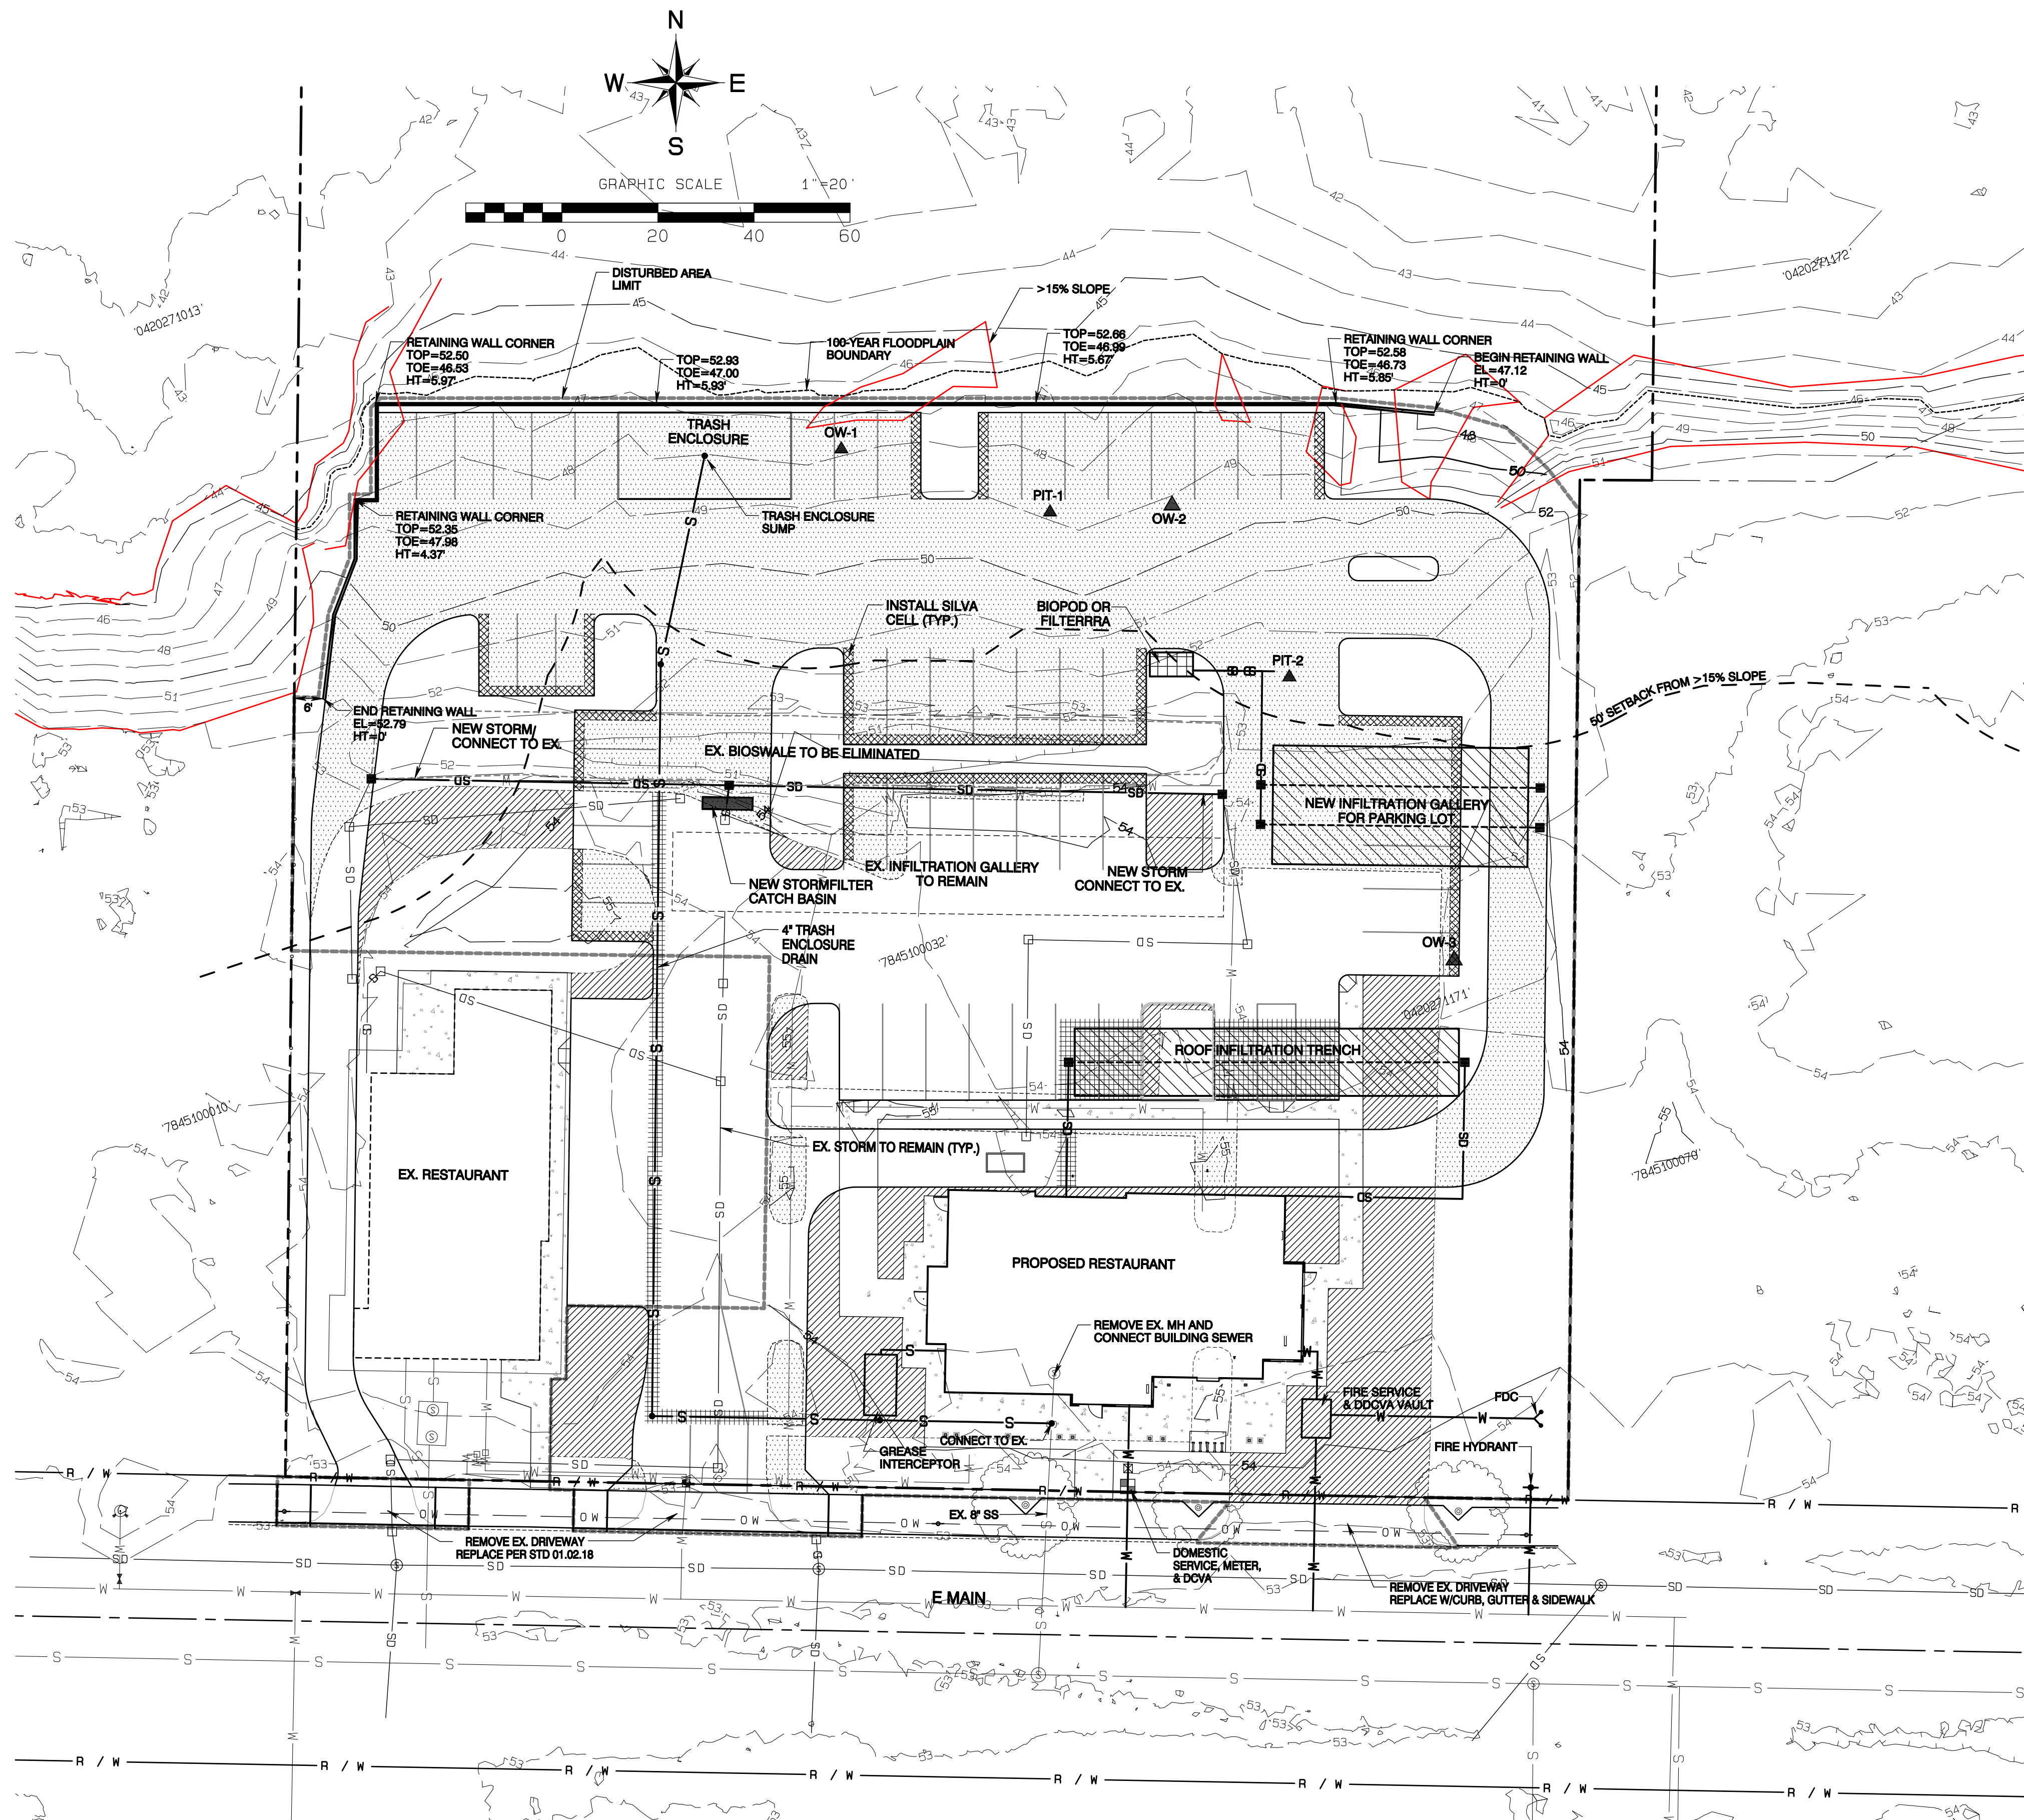 N
W E
S
GRAPHIC SCALE 1"=20'
0 20 40 60
DISTURBED AREA
LIMIT
>15% SLOPE
'0420271013'
'0420271172'
RETAINING WALL CORNER
TOP=52.50
TOE=46.53
HT=5.97'
TOP=52.93
TOE=47.00
HT=5.93'
100-YEAR FLOODPLAIN
BOUNDARY
TOP=52.66
TOE=46.99
HT=5.67'
RETAINING WALL CORNER
TOP=52.58
TOE=46.73
HT=5.85'
BEGIN RETAINING WALL
EL=47.12
HT=0'
TRASH
ENCLOSURE
OW-1
PIT-1
OW-2
RETAINING WALL CORNER
TOP=52.35
TOE=47.98
HT=4.37'
TRASH ENCLOSURE
SUMP
INSTALL SILVA
CELL (TYP.)
BIOPOD OR
FILTERRRA
PIT-2
50' SETBACK FROM >15% SLOPE
6'
END RETAINING WALL
EL=52.79
HT=0'
NEW STORM
CONNECT TO EX.
EX. BIOSWALE TO BE ELIMINATED
NEW INFILTRATION GALLERY
FOR PARKING LOT
EX. INFILTRATION GALLERY
TO REMAIN
NEW STORM
CONNECT TO EX.
NEW STORMFILTER
CATCH BASIN
4" TRASH
ENCLOSURE
DRAIN
'7845100032'
OW-3
'0420271171'
ROOF INFILTRATION TRENCH
'7845100010'
EX. STORM TO REMAIN (TYP.)
EX. RESTAURANT
'7845100070'
PROPOSED RESTAURANT
REMOVE EX. MH AND
CONNECT BUILDING SEWER
FIRE SERVICE
& DDCVA VAULT
FDC
CONNECT TO EX.
GREASE
INTERCEPTOR
FIRE HYDRANT
R / W
EX. 8" SS
REMOVE EX. DRIVEWAY
REPLACE PER STD 01.02.18
DOMESTIC
SERVICE, METER,
& DCVA
REMOVE EX. DRIVEWAY
REPLACE W/CURB, GUTTER & SIDEWALK
E MAIN
R / W R / W R / W R / W R / W R / W R / W R / W